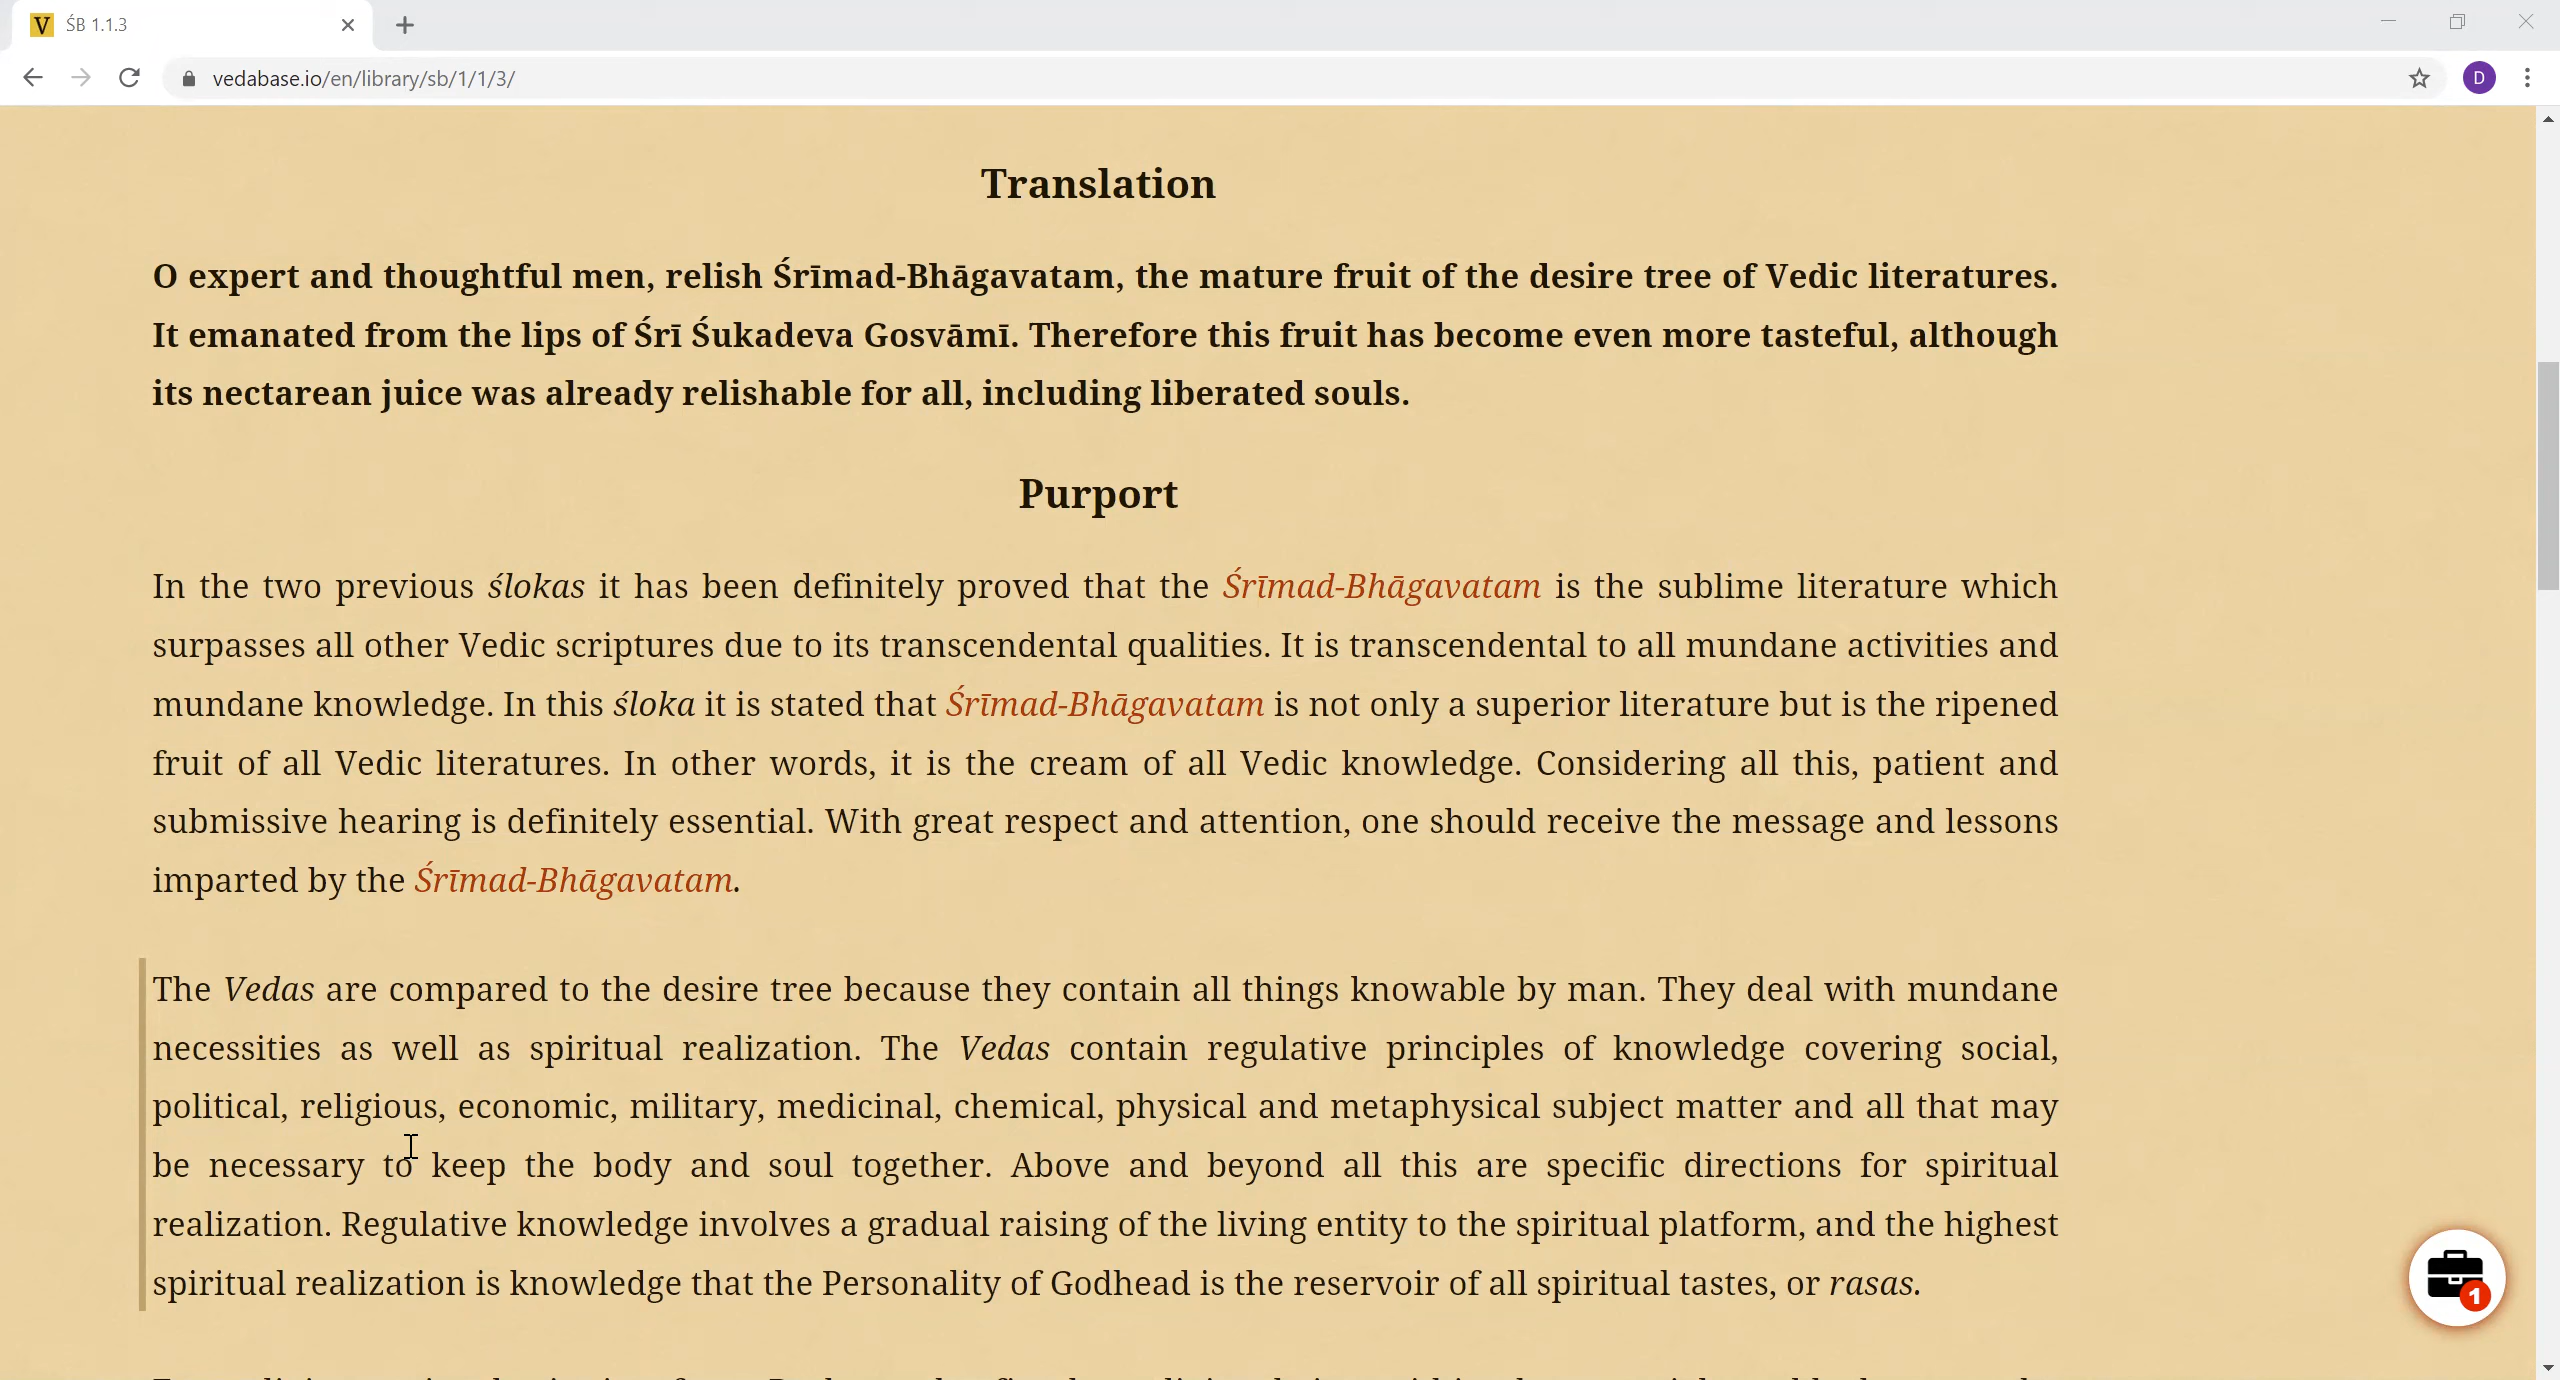 ŚB 1.1.3
vedabase.io/en/library/sb/1/1/3/
D
Translation
O expert and thoughtful men, relish Śrīmad-Bhāgavatam, the mature fruit of the desire tree of Vedic literatures.
It emanated from the lips of Śrī Śukadeva Gosvāmī. Therefore this fruit has become even more tasteful, although
its nectarean juice was already relishable for all, including liberated souls.
Purport
In the two previous ślokas it has been definitely proved that the Śrīmad-Bhāgavatam is the sublime literature which
surpasses all other Vedic scriptures due to its transcendental qualities. It is transcendental to all mundane activities and
mundane knowledge. In this śloka it is stated that Śrīmad-Bhāgavatam is not only a superior literature but is the ripened
fruit of all Vedic literatures. In other words, it is the cream of all Vedic knowledge. Considering all this, patient and
submissive hearing is definitely essential. With great respect and attention, one should receive the message and lessons
imparted by the Śrīmad-Bhāgavatam.
The Vedas are compared to the desire tree because they contain all things knowable by man. They deal with mundane
necessities as well as spiritual realization. The Vedas contain regulative principles of knowledge covering social,
political, religious, economic, military, medicinal, chemical, physical and metaphysical subject matter and all that may
be necessary to keep the body and soul together. Above and beyond all this are specific directions for spiritual
realization. Regulative knowledge involves a gradual raising of the living entity to the spiritual platform, and the highest
spiritual realization is knowledge that the Personality of Godhead is the reservoir of all spiritual tastes, or rasas.
1